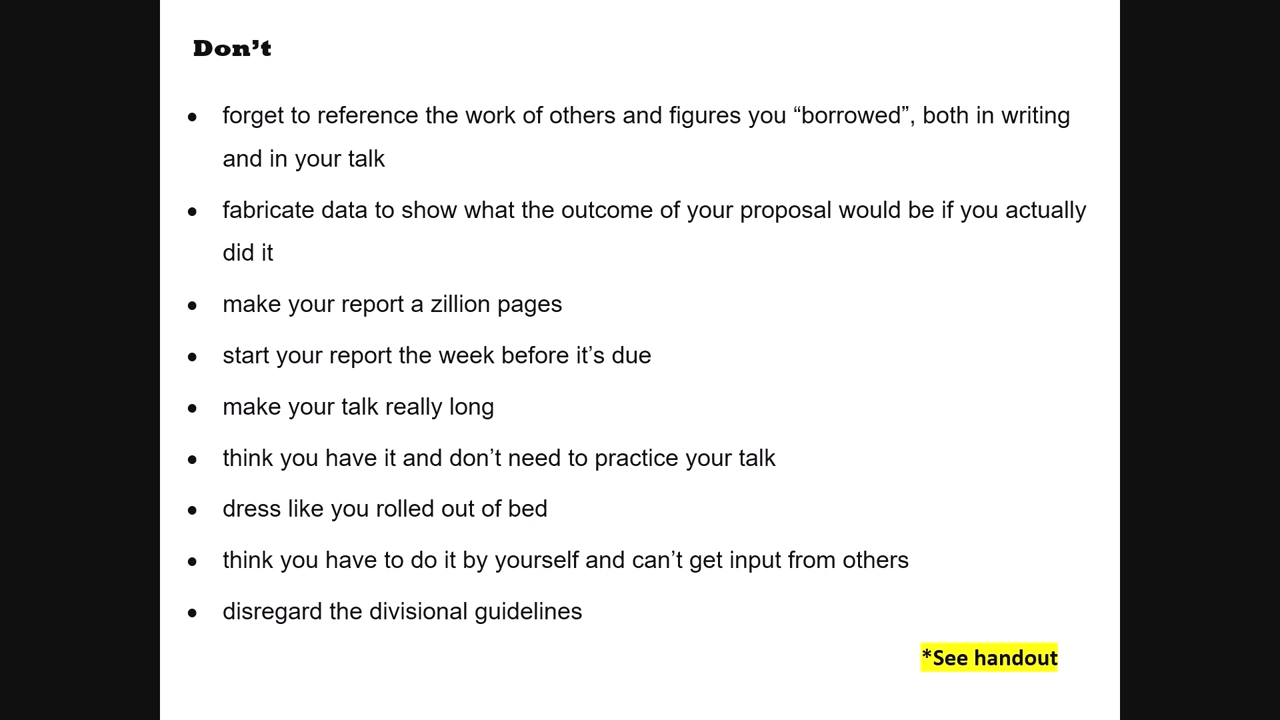 Don’t
• forget to reference the work of others and figures you “borrowed”, both in writing
and in your talk
• fabricate data to show what the outcome of your proposal would be if you actually
did it
• make your report a zillion pages
• start your report the week before it’s due
• make your talk really long
• think you have it and don’t need to practice your talk
• dress like you rolled out of bed
• think you have to do it by yourself and can’t get input from others
• disregard the divisional guidelines
*See handout